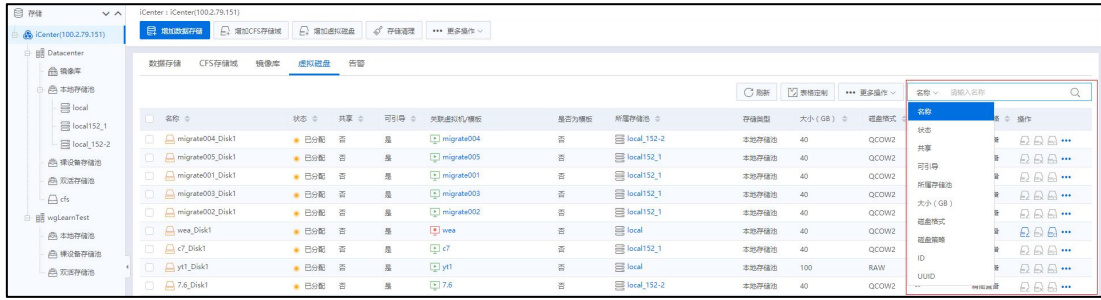 存储
iCenter(100.2.79.151)
Datacenter
镜像库
本地存储池
local
local152_1
local_152-2
裸设备存储池
双活存储池
cfs
wgLearnTest
本地存储池
裸设备存储池
双活存储池
iCenter : iCenter(100.2.79.151)
增加数据存储 增加CFS存储域 增加虚拟磁盘 存储清理 更多操作
数据存储 CFS存储域 镜像库 虚拟磁盘 告警
刷新 表格定制 更多操作 名称 请输入名称
名称 状态 共享 可引导 关联虚拟机/模板 是否为模板 所属存储池 存储类型 大小（GB） 磁盘格式 操作
migrate004_Disk1 已分配 否 是 migrate004 否 local_152-2 本地存储池 40 QCOW2
migrate005_Disk1 已分配 否 是 migrate005 否 local152_1 本地存储池 40 QCOW2
migrate001_Disk1 已分配 否 是 migrate001 否 local152_1 本地存储池 40 QCOW2
migrate003_Disk1 已分配 否 是 migrate003 否 local152_1 本地存储池 40 QCOW2
migrate002_Disk1 已分配 否 是 migrate002 否 local152_1 本地存储池 40 QCOW2
wea_Disk1 已分配 否 是 wea 否 local 本地存储池 40 QCOW2
c7_Disk1 已分配 否 是 c7 否 local152_1 本地存储池 40 QCOW2
yt1_Disk1 已分配 否 是 yt1 否 local 本地存储池 100 RAW
7.6_Disk1 已分配 否 是 7.6 否 local_152-2 本地存储池 40 QCOW2
名称
状态
共享
可引导
所属存储池
大小（GB）
磁盘格式
磁盘策略
ID
UUID